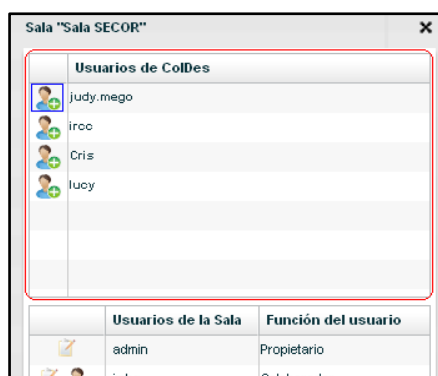 Sala "Sala SECOR"
Usuarios de ColDes
judy.mego
ircc
Cris
lucy
Usuarios de la Sala Función del usuario
admin Propietario